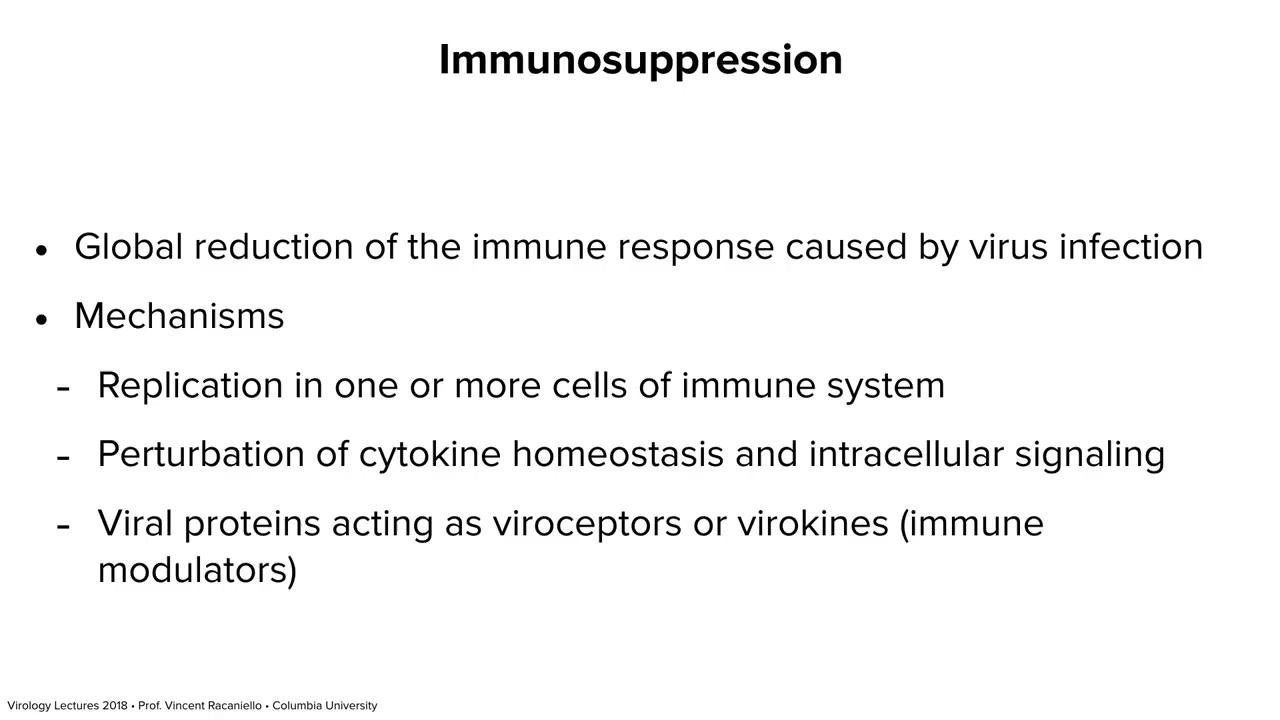 Immunosuppression
• Global reduction of the immune response caused by virus infection
• Mechanisms
- Replication in one or more cells of immune system
- Perturbation of cytokine homeostasis and intracellular signaling
- Viral proteins acting as viroceptors or virokines (immune
modulators)
Virology Lectures 2018 • Prof. Vincent Racaniello • Columbia University